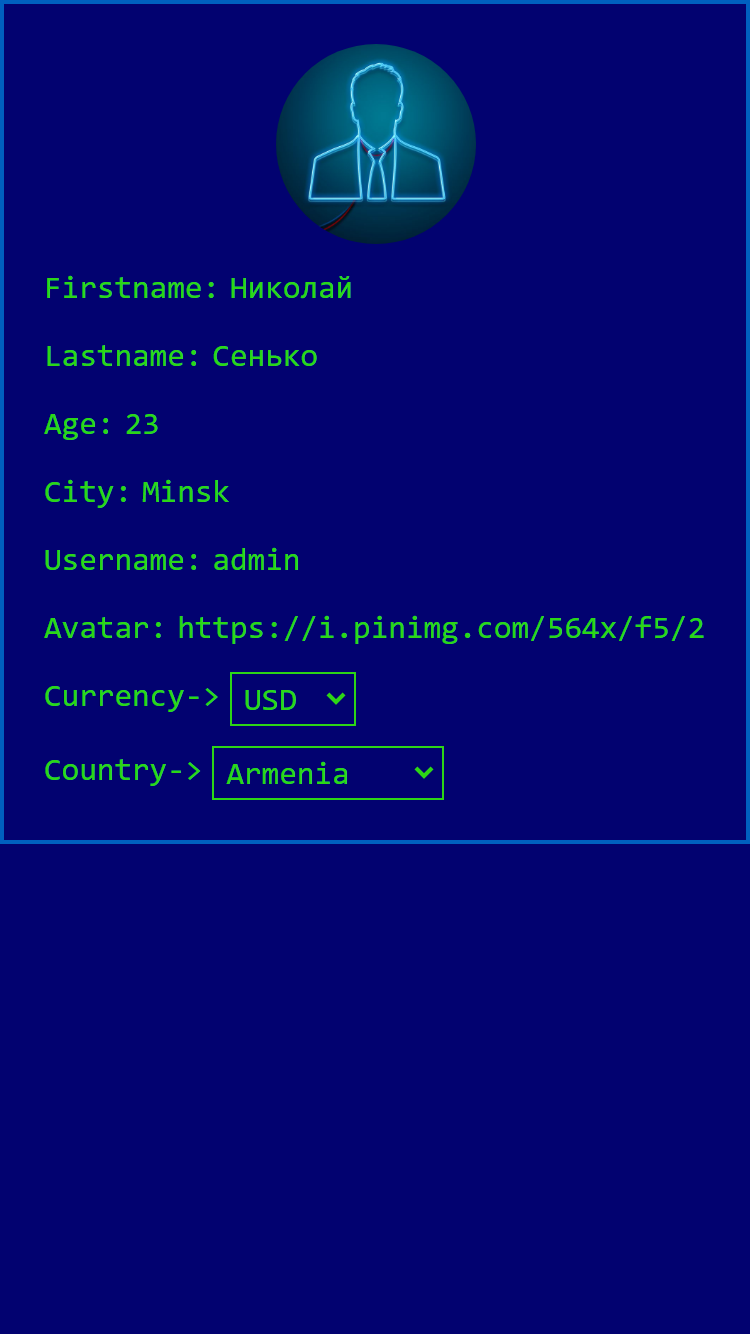 Firstname: Николай
Lastname: Сенько
Age: 23
City: Minsk
Username: admin
Avatar: https://i.pinimg.com/564x/f5/2
Currency-> USD
Country-> Armenia